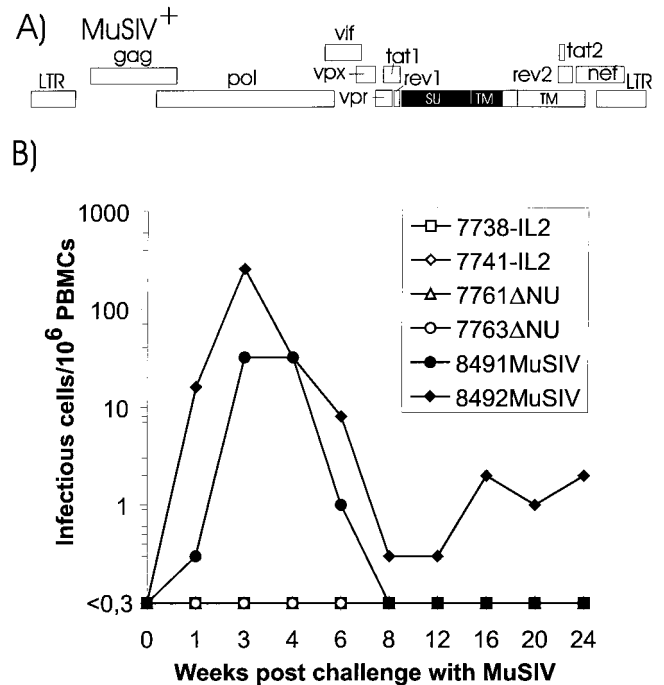 A)
MuSIV+
gag
LTR
pol
vif
vpx
tat1
rev1
vpr
SU
TM
TM
rev2
tat2
nef
LTR
B)
Infectious cells/10⁶ PBMCs
1000
100
10
1
<0,3
0 1 3 4 6 8 12 16 20 24
Weeks post challenge with MuSIV
7738-IL2
7741-IL2
7761ΔNU
7763ΔNU
8491MuSIV
8492MuSIV